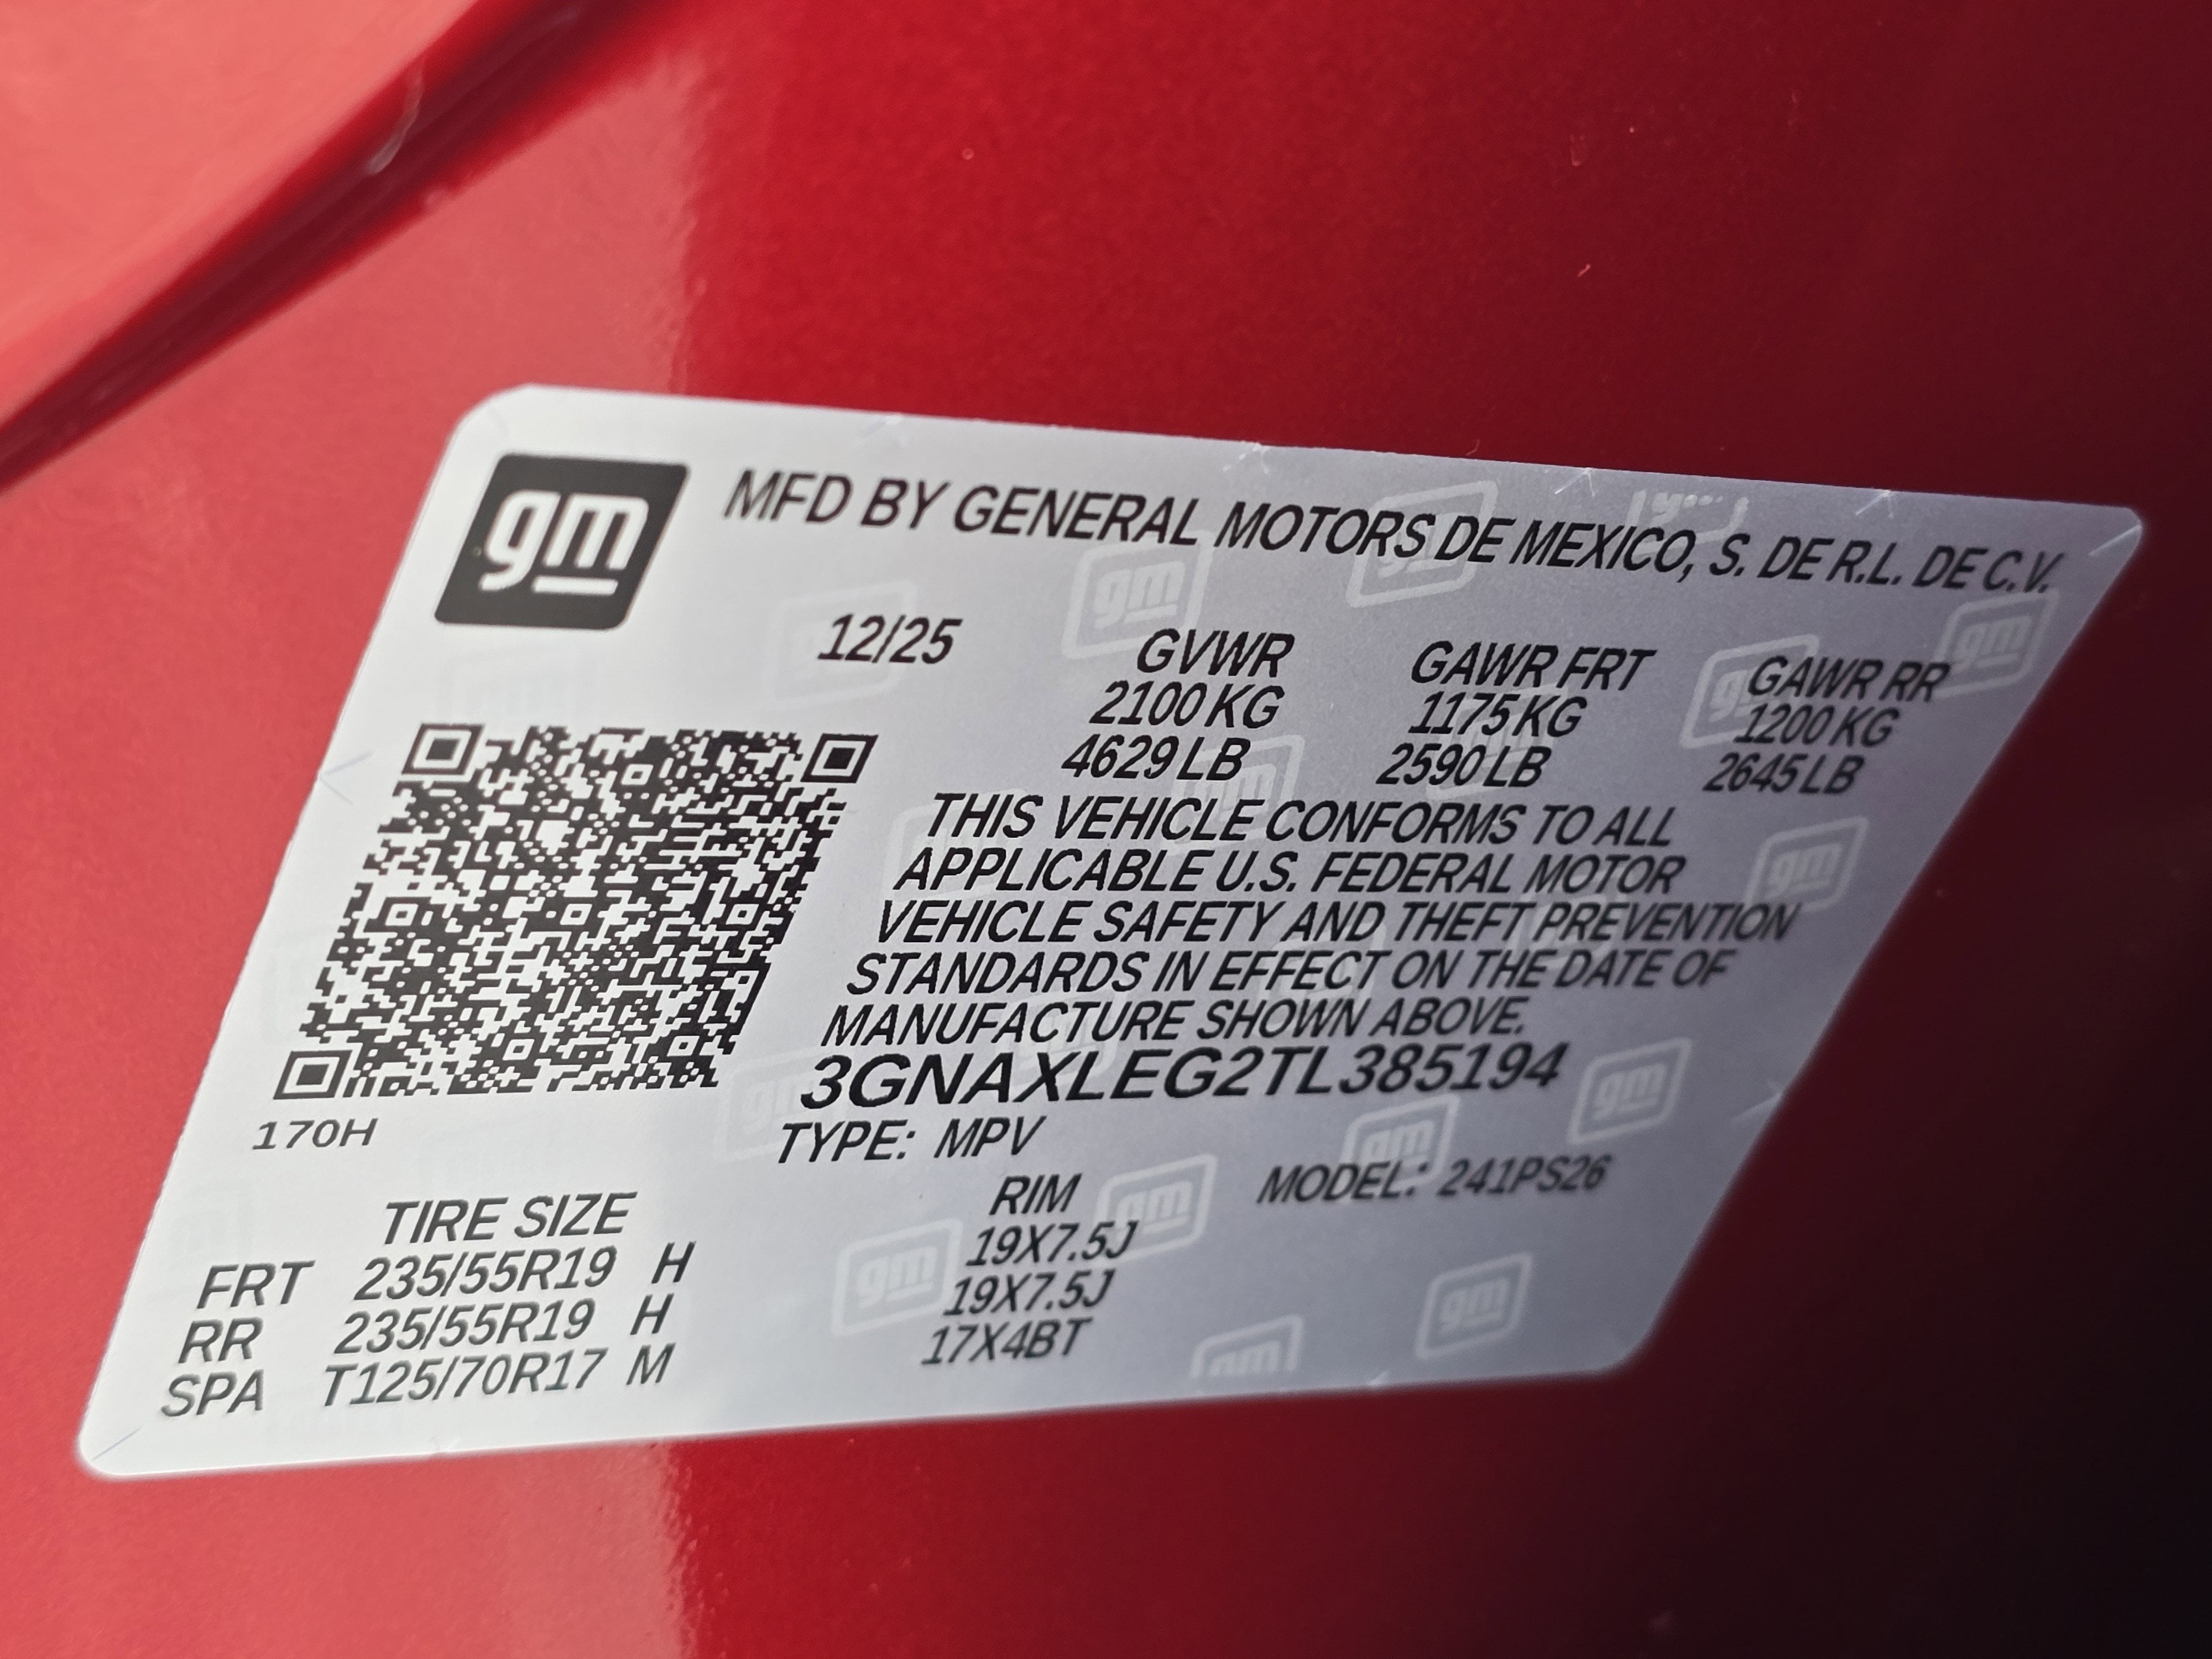 gm
MFD BY GENERAL MOTORS DE MEXICO, S. DE R.L. DE C.V.
12/25 GVWR GAWR FRT GAWR RR
2100 KG 1175 KG 1200 KG
4629 LB 2590 LB 2645 LB
THIS VEHICLE CONFORMS TO ALL
APPLICABLE U.S. FEDERAL MOTOR
VEHICLE SAFETY AND THEFT PREVENTION
STANDARDS IN EFFECT ON THE DATE OF
MANUFACTURE SHOWN ABOVE.
3GNAXLEG2TL385194
170H
TYPE: MPV MODEL: 241PS26
TIRE SIZE RIM
FRT 235/55R19 H 19X7.5J
RR 235/55R19 H 19X7.5J
SPA T125/70R17 M 17X4BT